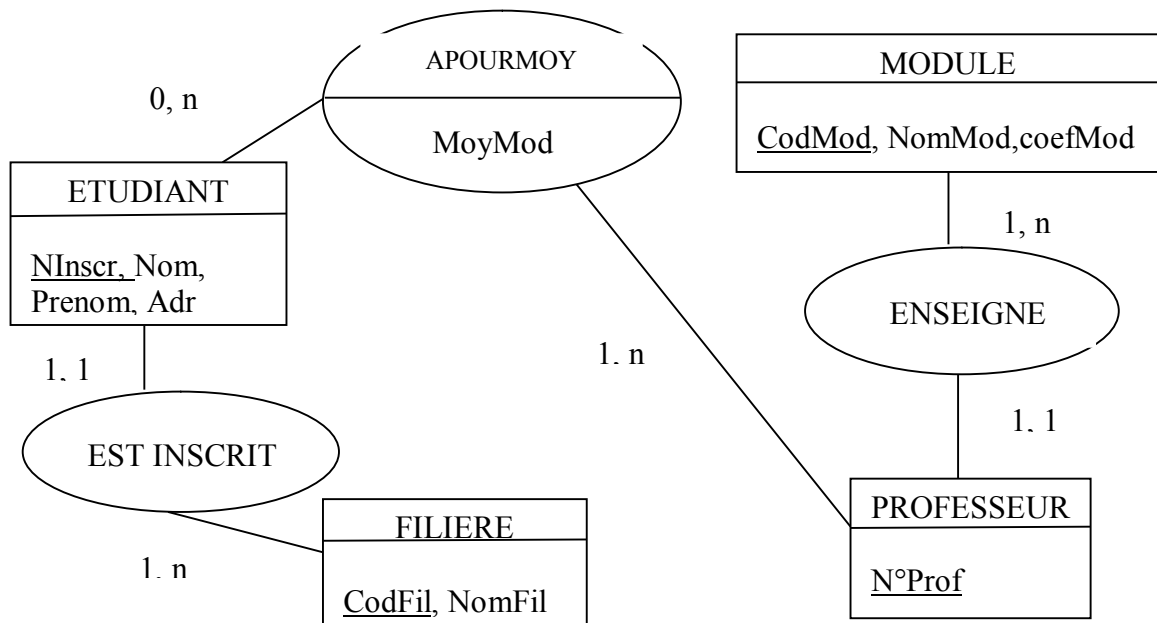 APOURMOY
MoyMod
MODULE
CodMod, NomMod,coefMod
0, n
ETUDIANT
NInscr, Nom,
Prenom, Adr
1, n
ENSEIGNE
1, n
1, 1
1, 1
EST INSCRIT
PROFESSEUR
N°Prof
FILIERE
CodFil, NomFil
1, n